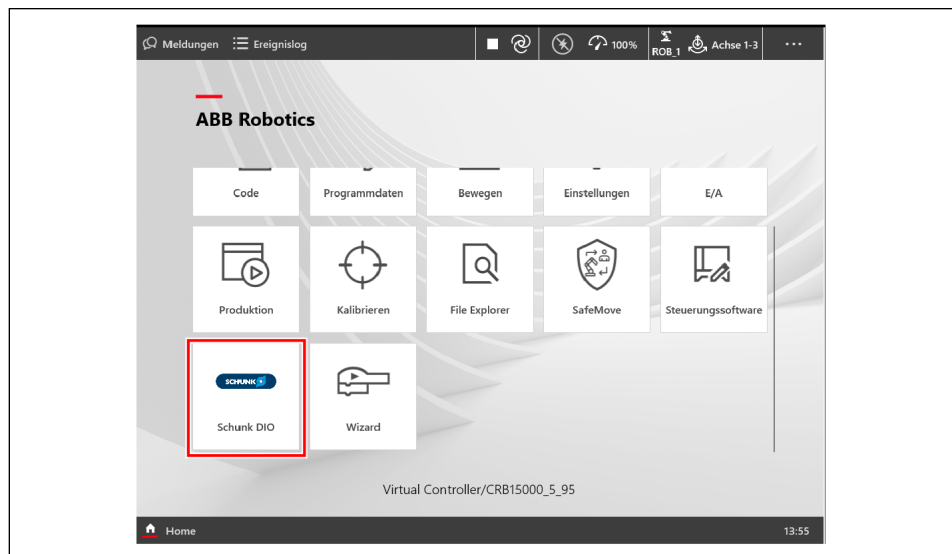 Meldungen Ereignislog 100% ROB_1 Achse 1-3 ...
ABB Robotics
Code Programmdaten Bewegen Einstellungen E/A
Produktion Kalibrieren File Explorer SafeMove Steuerungssoftware
SCHUNK
Schunk DIO Wizard
Virtual Controller/CRB15000_5_95
Home 13:55